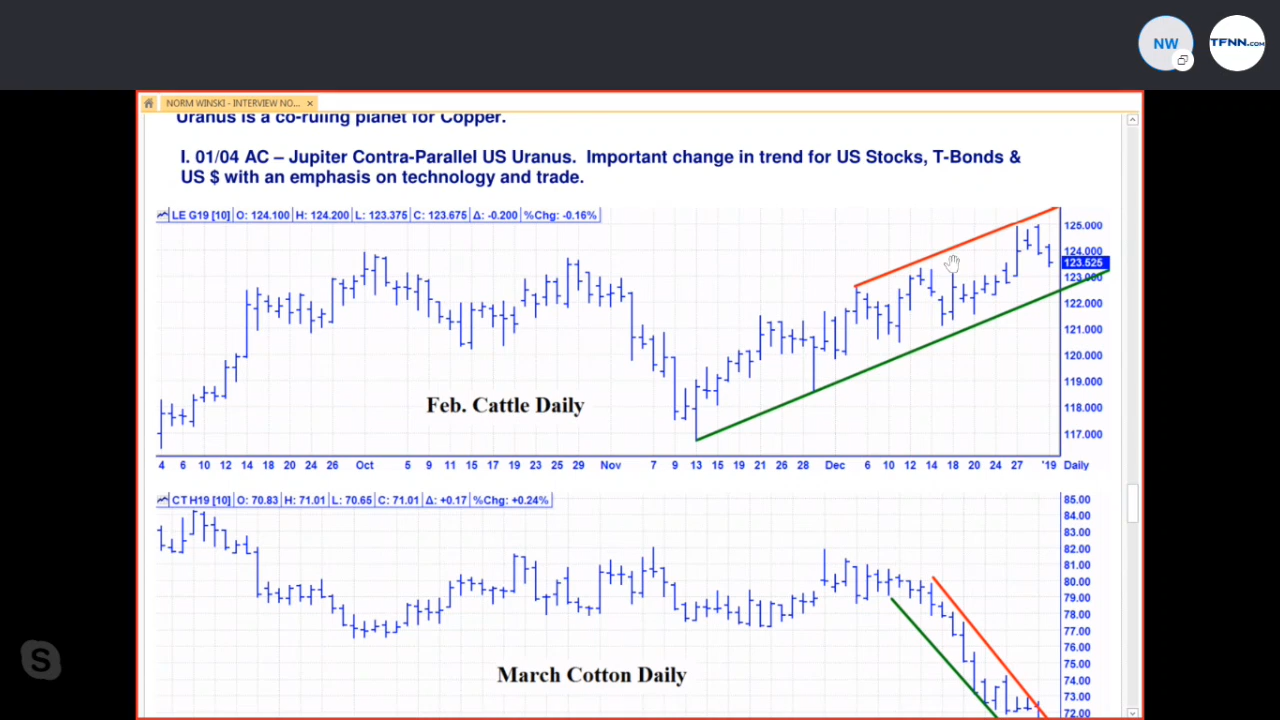 NW
TFNN.COM
NORM WINSKI - INTERVIEW NO... ×
Uranus is a co-ruling planet for Copper.
I. 01/04 AC – Jupiter Contra-Parallel US Uranus. Important change in trend for US Stocks, T-Bonds &
US $ with an emphasis on technology and trade.
LE G19 [10] O: 124.100 H: 124.200 L: 123.375 C: 123.675 Δ: -0.200 %Chg: -0.16%
125.000
124.000
123.525
123.000
122.000
121.000
120.000
119.000
118.000
117.000
Feb. Cattle Daily
4 6 10 12 14 18 20 24 26 Oct 5 9 11 15 17 19 23 25 29 Nov 7 9 13 15 19 21 26 28 Dec 6 10 12 14 18 20 24 27 '19 Daily
CT H19 [10] O: 70.83 H: 71.01 L: 70.65 C: 71.01 Δ: +0.17 %Chg: +0.24%
85.00
84.00
83.00
82.00
81.00
80.00
79.00
78.00
77.00
76.00
75.00
74.00
73.00
72.00
March Cotton Daily
S